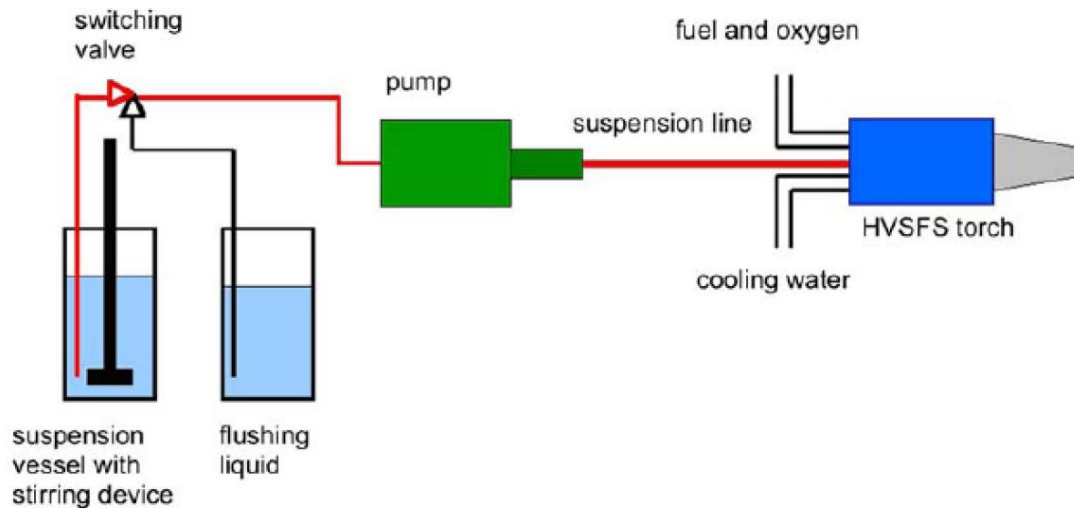 switching
valve
fuel and oxygen
pump
suspension line
HVSFS torch
cooling water
suspension
vessel with
stirring device
flushing
liquid